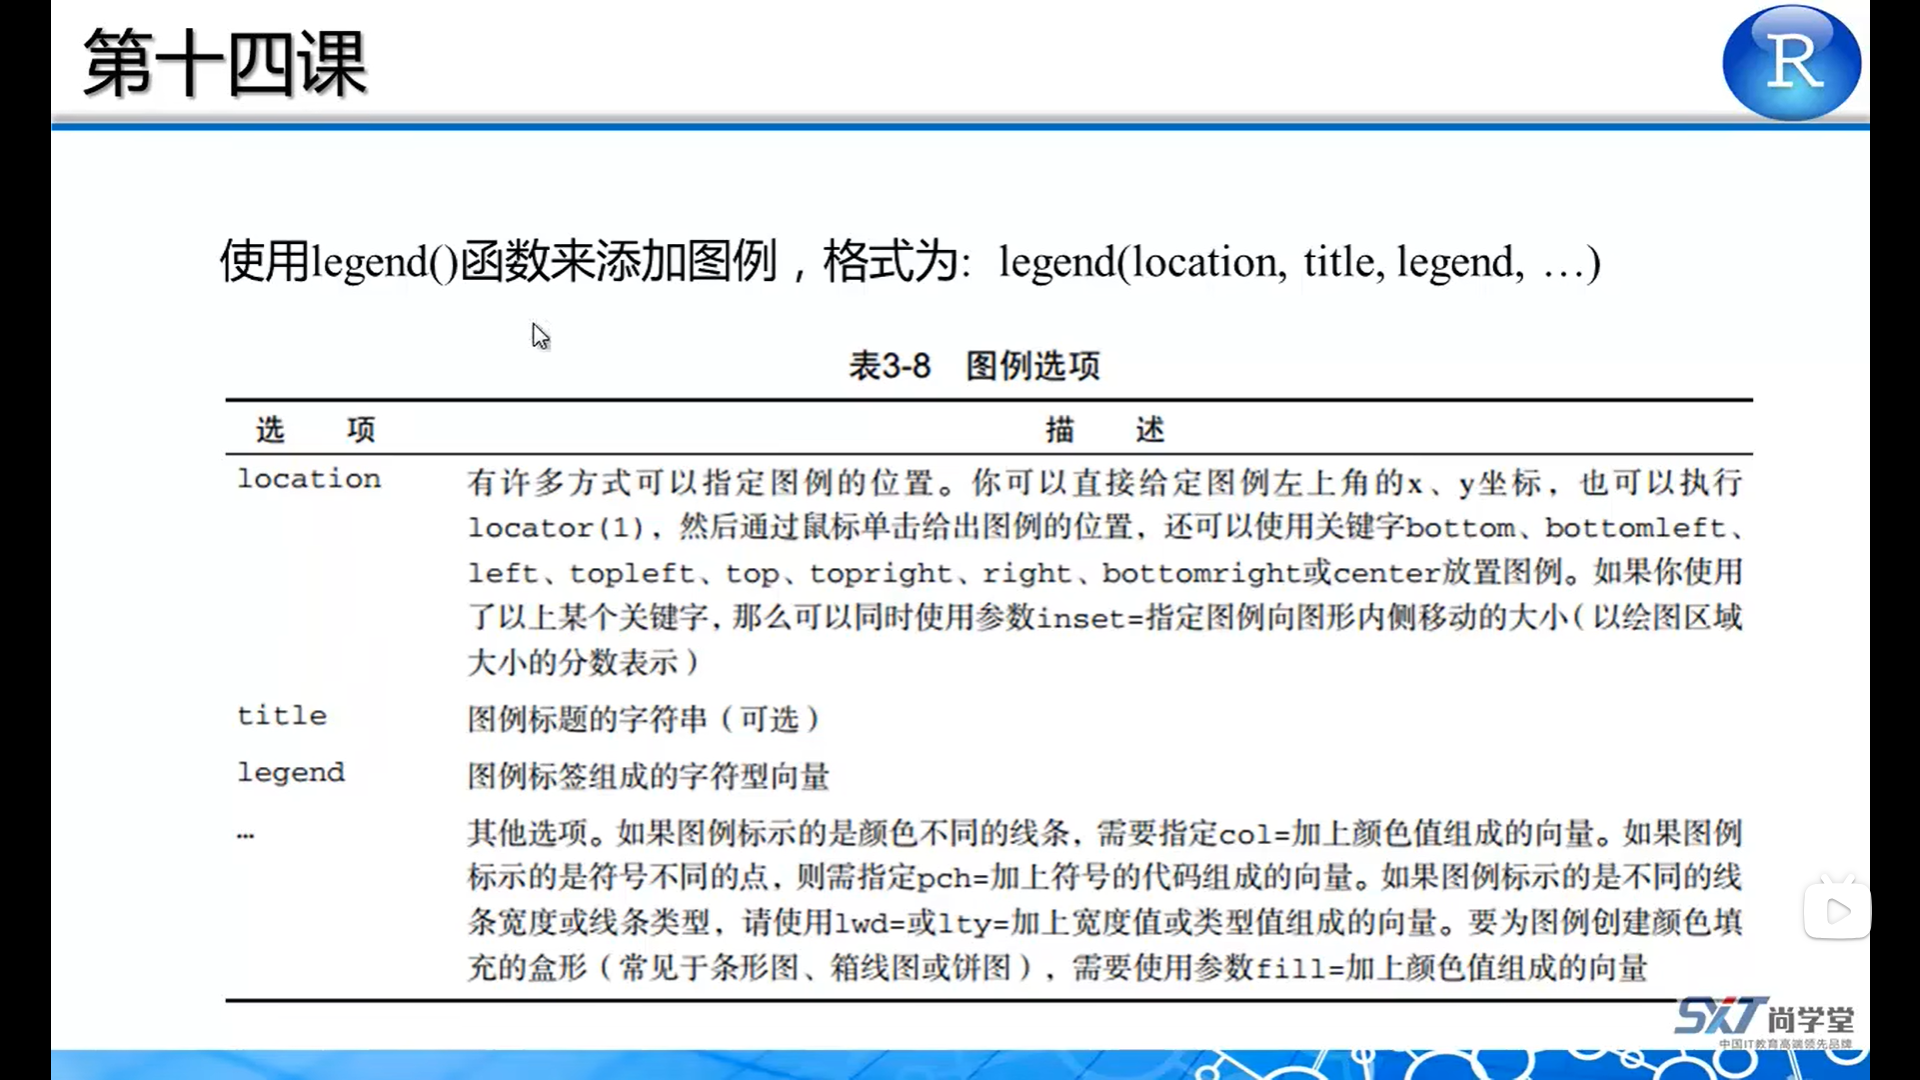 第十四课
R
使用legend()函数来添加图例，格式为: legend(location, title, legend, …)
表3-8 图例选项
选 项 描 述
location 有许多方式可以指定图例的位置。你可以直接给定图例左上角的x、y坐标，也可以执行
locator(1)，然后通过鼠标单击给出图例的位置，还可以使用关键字bottom、bottomleft、
left、topleft、top、topright、right、bottomright或center放置图例。如果你使用
了以上某个关键字，那么可以同时使用参数inset=指定图例向图形内侧移动的大小（以绘图区域
大小的分数表示）
title 图例标题的字符串（可选）
legend 图例标签组成的字符型向量
… 其他选项。如果图例标示的是颜色不同的线条，需要指定col=加上颜色值组成的向量。如果图例
标示的是符号不同的点，则需指定pch=加上符号的代码组成的向量。如果图例标示的是不同的线
条宽度或线条类型，请使用lwd=或lty=加上宽度值或类型值组成的向量。要为图例创建颜色填
充的盒形（常见于条形图、箱线图或饼图），需要使用参数fill=加上颜色值组成的向量
SXT尚学堂
中国IT教育高端领先品牌